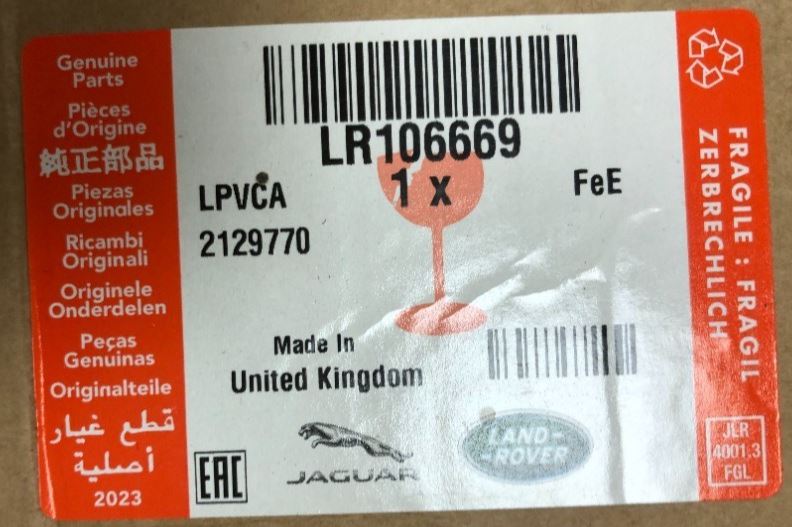 Genuine
Parts
Pièces
d'Origine
純正部品
Piezas
Originales
Ricambi
Originali
Originele
Onderdelen
Peças
Genuinas
Originalteile
قطع غيار
أصلية
2023
LR106669
1 x
LPVCA
FeE
2129770
Made In
United Kingdom
EAC
JAGUAR
LAND-
-ROVER
FRAGILE : FRAGIL
ZERBRECHLICH
JLR
4001.3
FGL